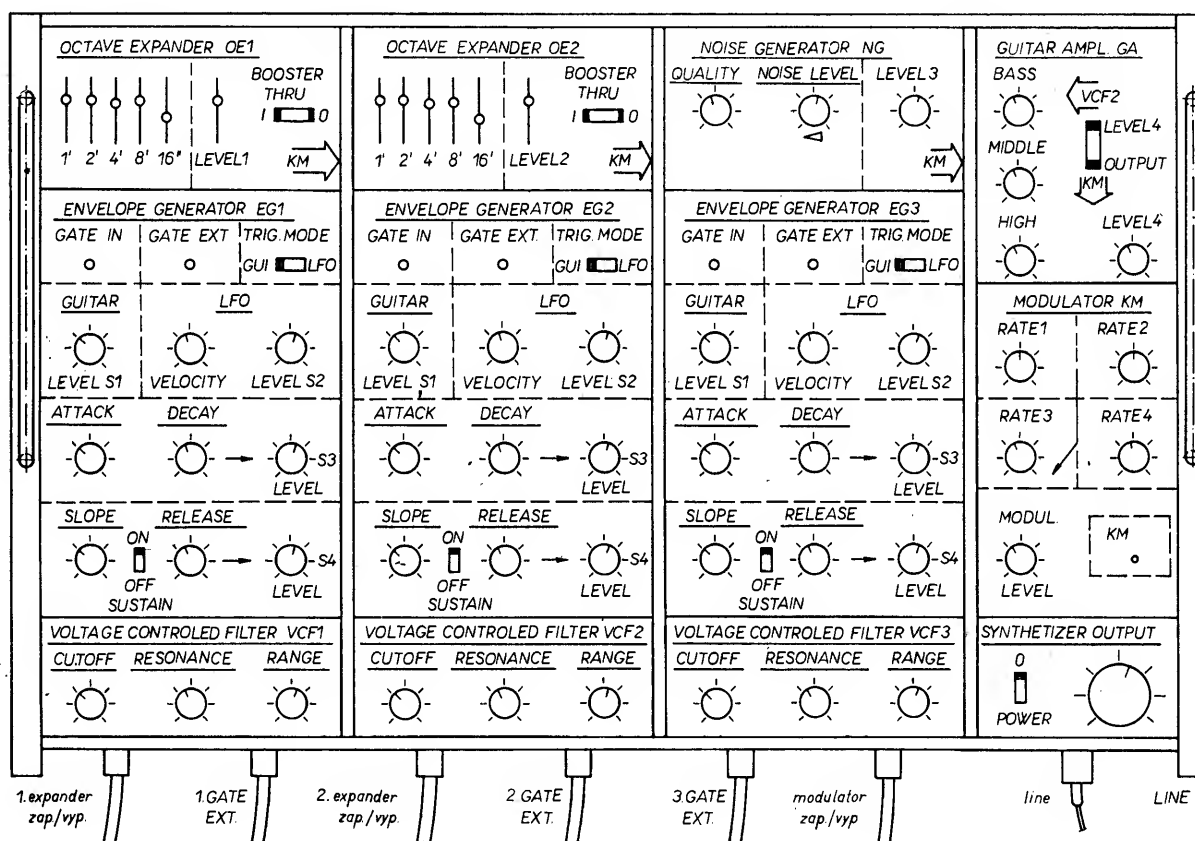 OCTAVE EXPANDER OE1
BOOSTER
THRU
I 0
1' 2' 4' 8' 16" LEVEL1
KM
ENVELOPE GENERATOR EG1
GATE IN GATE EXT TRIG. MODE
GUI LFO
GUITAR LFO
LEVEL S1 VELOCITY LEVEL S2
ATTACK DECAY
S3
LEVEL
SLOPE RELEASE
ON
S4
OFF LEVEL
SUSTAIN
VOLTAGE CONTROLED FILTER VCF1
CUTOFF RESONANCE RANGE
OCTAVE EXPANDER OE2
BOOSTER
THRU
I 0
1' 2' 4' 8' 16' LEVEL2
KM
ENVELOPE GENERATOR EG2
GATE IN GATE EXT. TRIG. MODE
GUI LFO
GUITAR LFO
LEVEL S1 VELOCITY LEVEL S2
ATTACK DECAY
S3
LEVEL
SLOPE RELEASE
ON
S4
OFF LEVEL
SUSTAIN
VOLTAGE CONTROLED FILTER VCF2
CUTOFF RESONANCE RANGE
NOISE GENERATOR NG
QUALITY NOISE LEVEL LEVEL3
KM
ENVELOPE GENERATOR EG3
GATE IN GATE EXT TRIG. MODE
GUI LFO
GUITAR LFO
LEVEL S1 VELOCITY LEVEL S2
ATTACK DECAY
S3
LEVEL
SLOPE RELEASE
ON
S4
OFF LEVEL
SUSTAIN
VOLTAGE CONTROLED FILTER VCF3
CUTOFF RESONANCE RANGE
GUITAR AMPL. GA
BASS
VCF2
LEVEL4
MIDDLE
OUTPUT
KM
HIGH LEVEL4
MODULATOR KM
RATE1 RATE2
RATE3 RATE4
MODUL.
KM
LEVEL
SYNTHETIZER OUTPUT
0
POWER
1. expander
zap./vyp.
1. GATE
EXT.
2. expander
zap./vyp.
2. GATE
EXT.
3. GATE
EXT.
modulator
zap./vyp
line
LINE